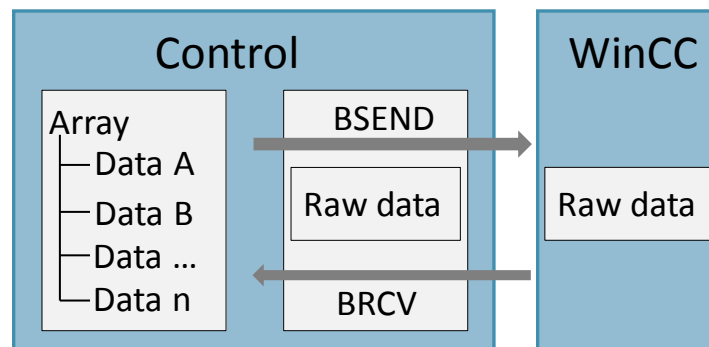 Control
Array
Data A
Data B
Data ...
Data n
BSEND
Raw data
BRCV
WinCC
Raw data